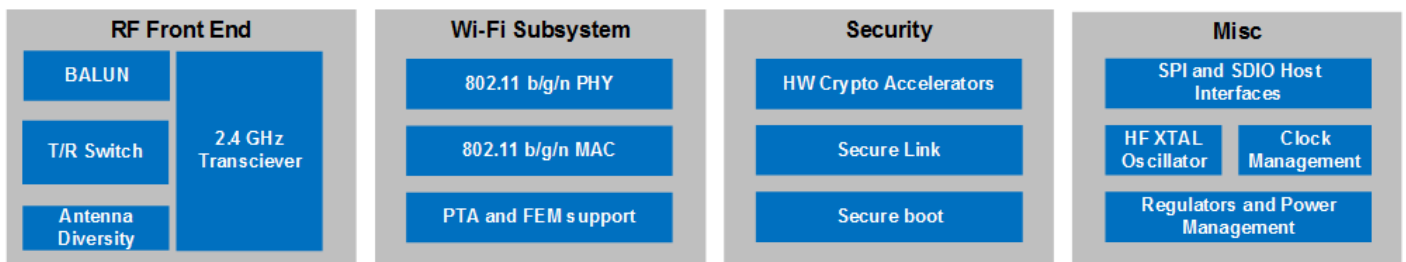 RF Front End
BALUN
T/R Switch
Antenna
Diversity
2.4 GHz
Transciever
Wi-Fi Subsystem
802.11 b/g/n PHY
802.11 b/g/n MAC
PTA and FEM support
Security
HW Crypto Accelerators
Secure Link
Secure boot
Misc
SPI and SDIO Host
Interfaces
HF XTAL
Oscillator
Clock
Management
Regulators and Power
Management